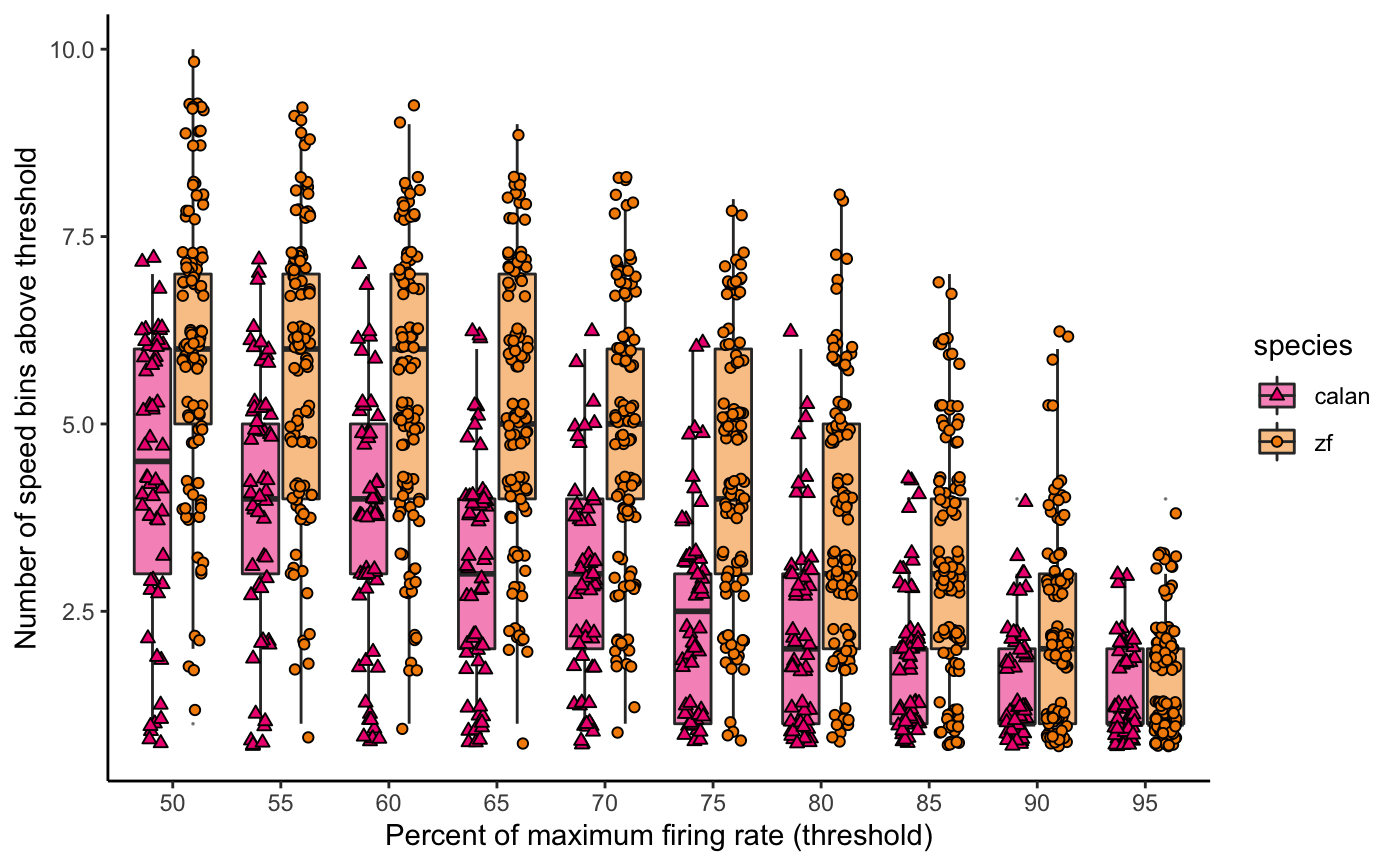 Number of speed bins above threshold
10.0
7.5
5.0
2.5
50 55 60 65 70 75 80 85 90 95
Percent of maximum firing rate (threshold)
species
calan
zf